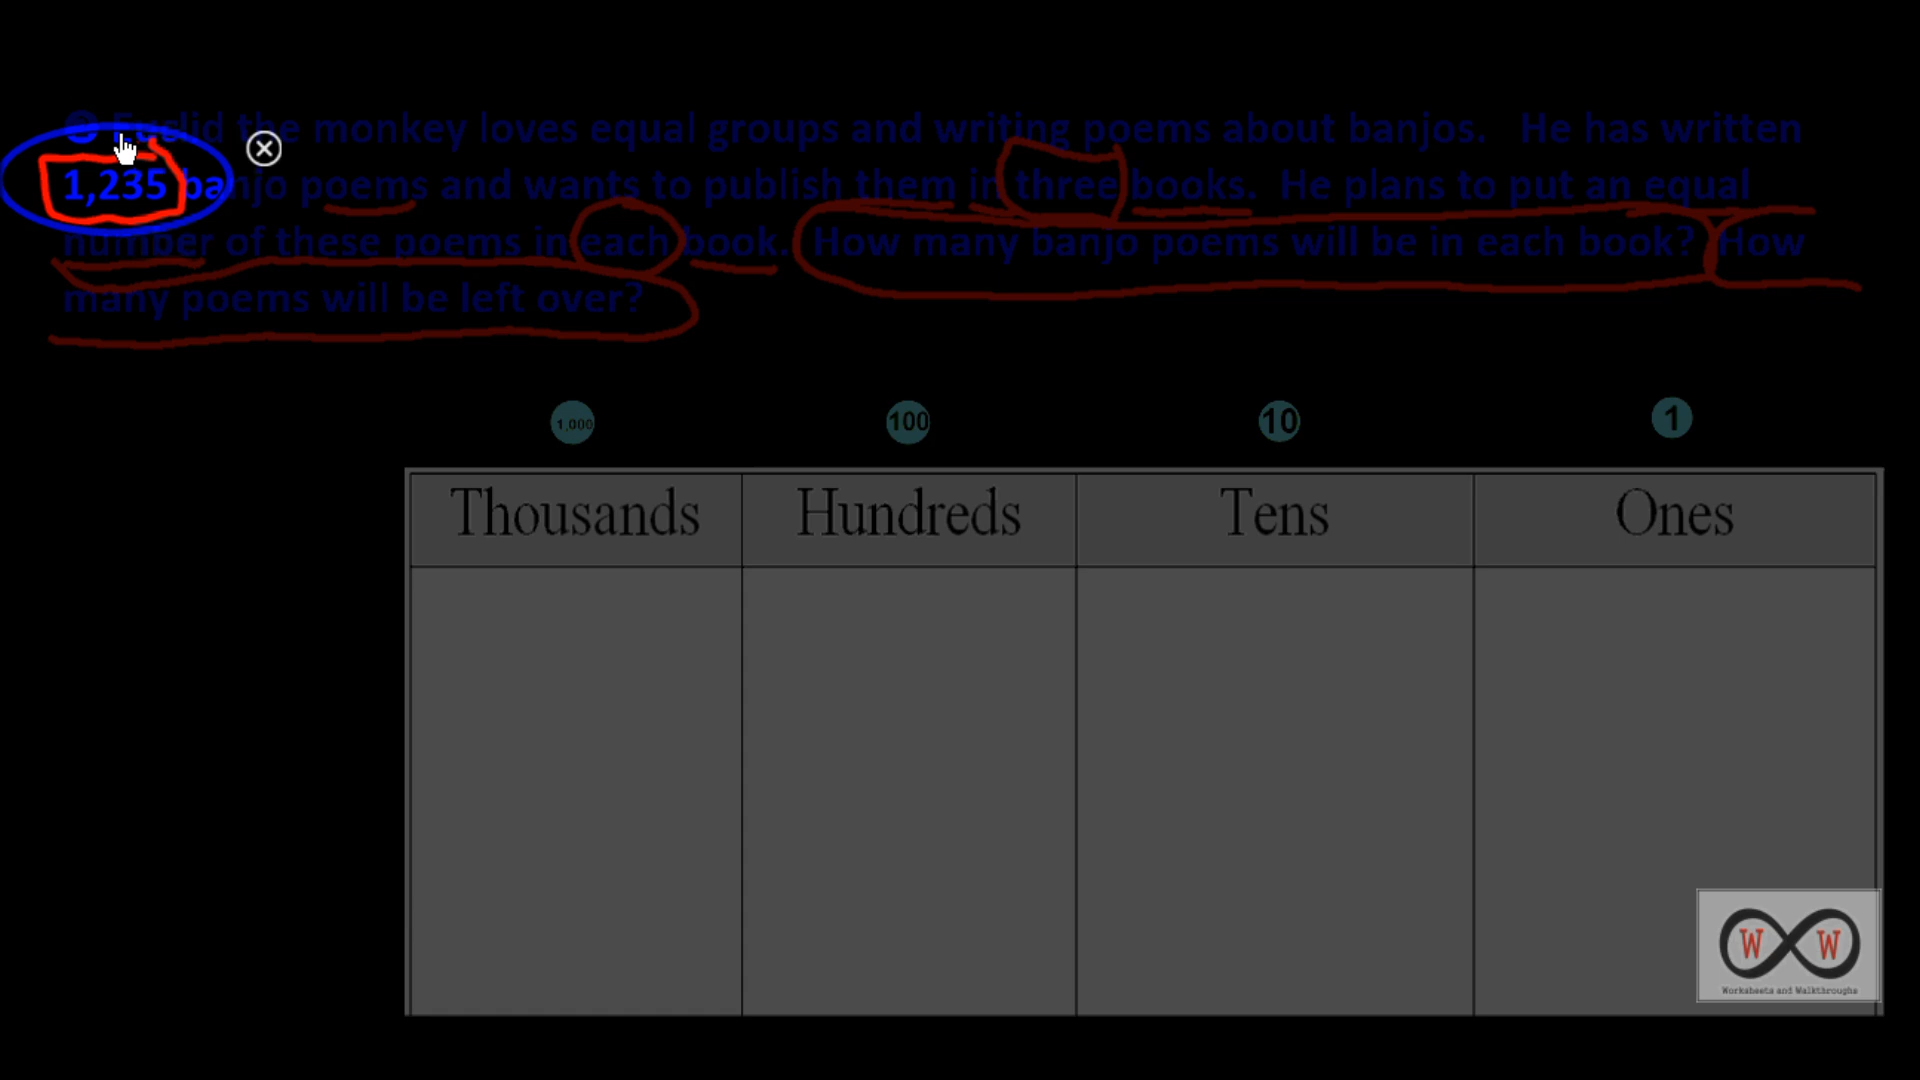 Euclid the monkey loves equal groups and writing poems about banjos. He has written
1,235 banjo poems and wants to publish them in three books. He plans to put an equal
number of these poems in each book. How many banjo poems will be in each book? How
many poems will be left over?
1,000 100 10 1
Thousands Hundreds Tens Ones
W W
Worksheets and Walkthroughs